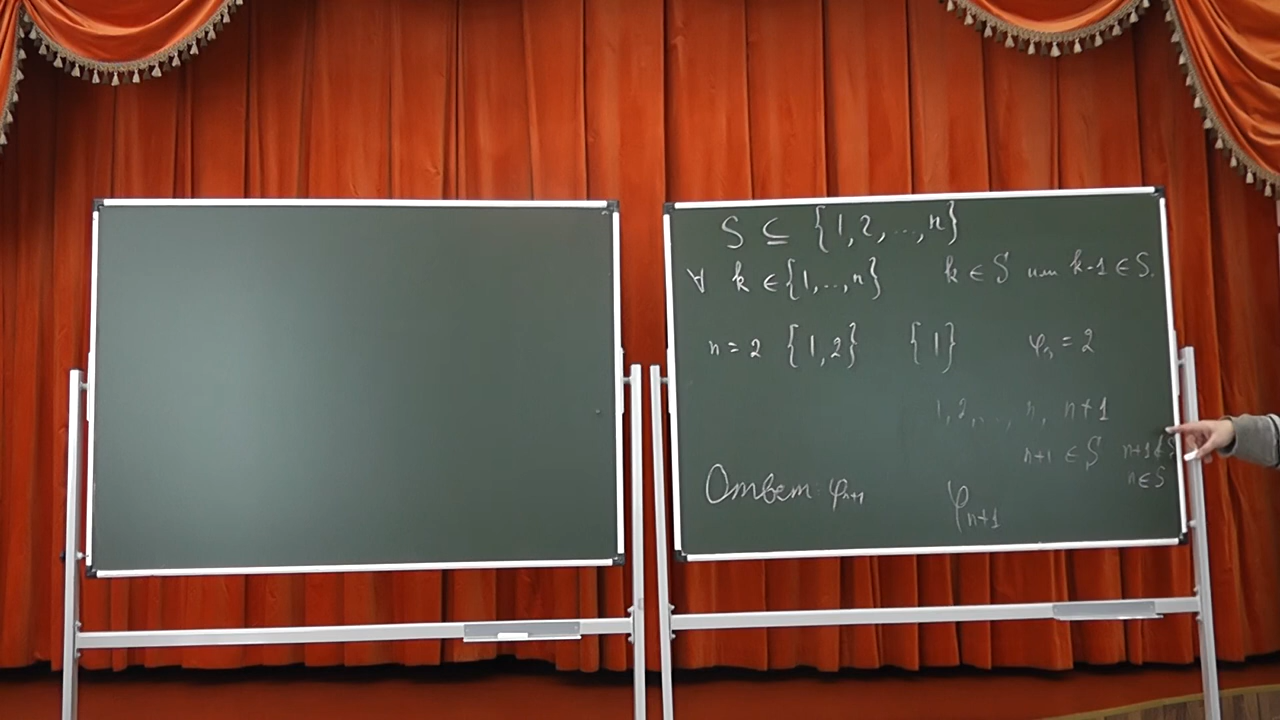 S ⊆ {1,2,...,n}
∀ k ∈ {1,..,n} k ∈ S или k-1 ∈ S.
n = 2 {1,2} {1} φₙ = 2
1, 2, ..., n, n+1
n+1 ∈ S n+1 ∉ S
n ∈ S
Ответ: φₙ₊₁ φₙ₊₁